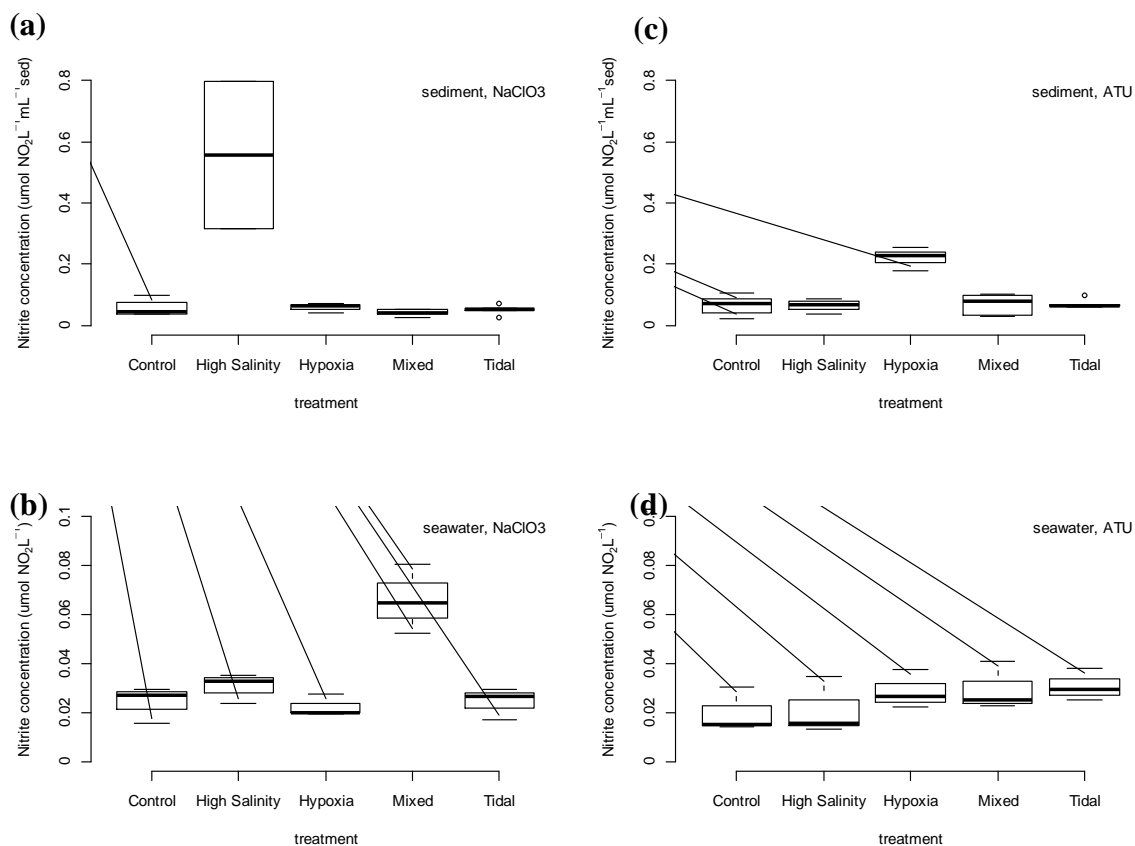 (a)
Nitrite concentration (umol NO₂L⁻¹mL⁻¹sed)
0 0.2 0.4 0.6 0.8
sediment, NaClO3
Control High Salinity Hypoxia Mixed Tidal
treatment
(c)
Nitrite concentration (umol NO₂L⁻¹mL⁻¹sed)
0 0.2 0.4 0.6 0.8
sediment, ATU
Control High Salinity Hypoxia Mixed Tidal
treatment
(b)
Nitrite concentration (umol NO₂L⁻¹)
0 0.02 0.04 0.06 0.08 0.1
seawater, NaClO3
Control High Salinity Hypoxia Mixed Tidal
treatment
(d)
Nitrite concentration (umol NO₂L⁻¹)
0 0.02 0.04 0.06 0.08 0.1
seawater, ATU
Control High Salinity Hypoxia Mixed Tidal
treatment